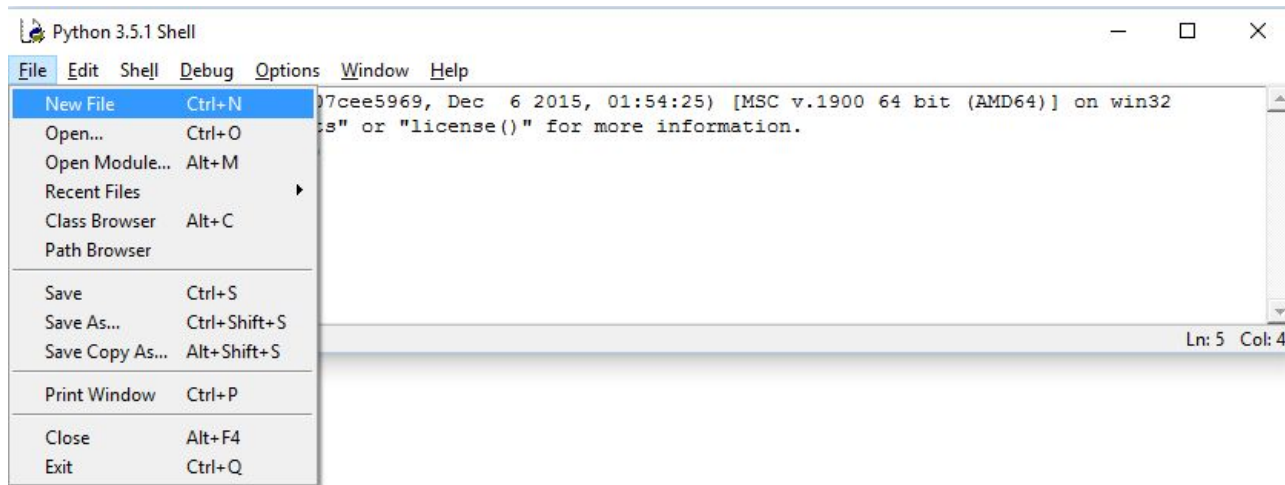 Python 3.5.1 Shell
File Edit Shell Debug Options Window Help
New File Ctrl+N
Open... Ctrl+O
Open Module... Alt+M
Recent Files
Class Browser Alt+C
Path Browser
Save Ctrl+S
Save As... Ctrl+Shift+S
Save Copy As... Alt+Shift+S
Print Window Ctrl+P
Close Alt+F4
Exit Ctrl+Q
7cee5969, Dec 6 2015, 01:54:25) [MSC v.1900 64 bit (AMD64)] on win32
s" or "license()" for more information.
Ln: 5 Col: 4